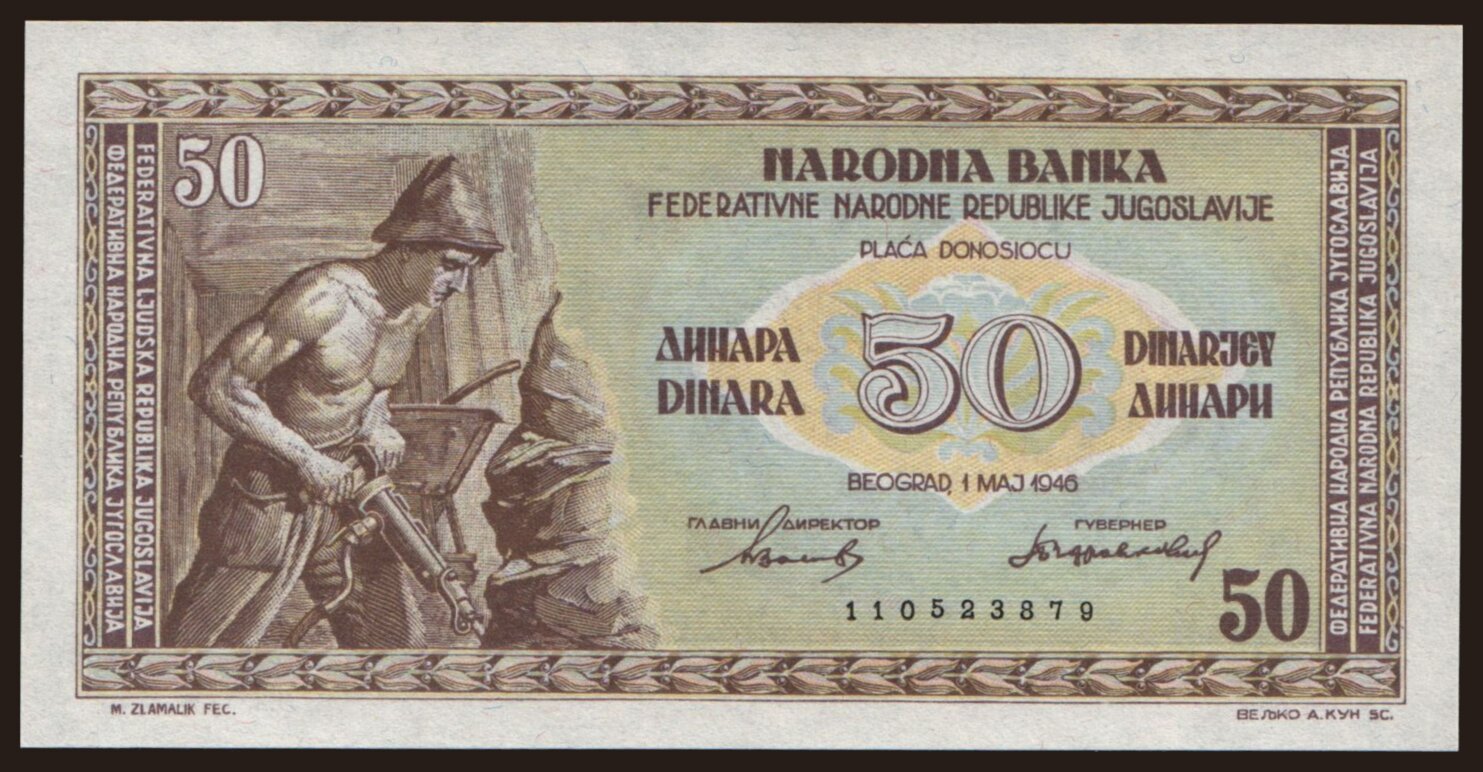 50
NARODNA BANKA
FEDERATIVNE NARODNE REPUBLIKE JUGOSLAVIJE
PLAĆA DONOSIOCU
ДИНАРА
DINARA
50
DINARJEV
ДИНАРИ
BEOGRAD, 1 MAJ 1946
ГЛАВНИ ДИРЕКТОР
ГУВЕРНЕР
110523879
50
ФЕДЕРАТИВНА НАРОДНА РЕПУБЛИКА ЈУГОСЛАВИЈА
FEDERATIVNA LJUDSKA REPUBLIKA JUGOSLAVIJA
ФЕДЕРАТИВНА НАРОДНА РЕПУБЛИКА ЈУГОСЛАВИЈА
FEDERATIVNA NARODNA REPUBLIKA JUGOSLAVIJA
M. ZLAMALIK FEC.
ВЕЉКО А.КУН SC.